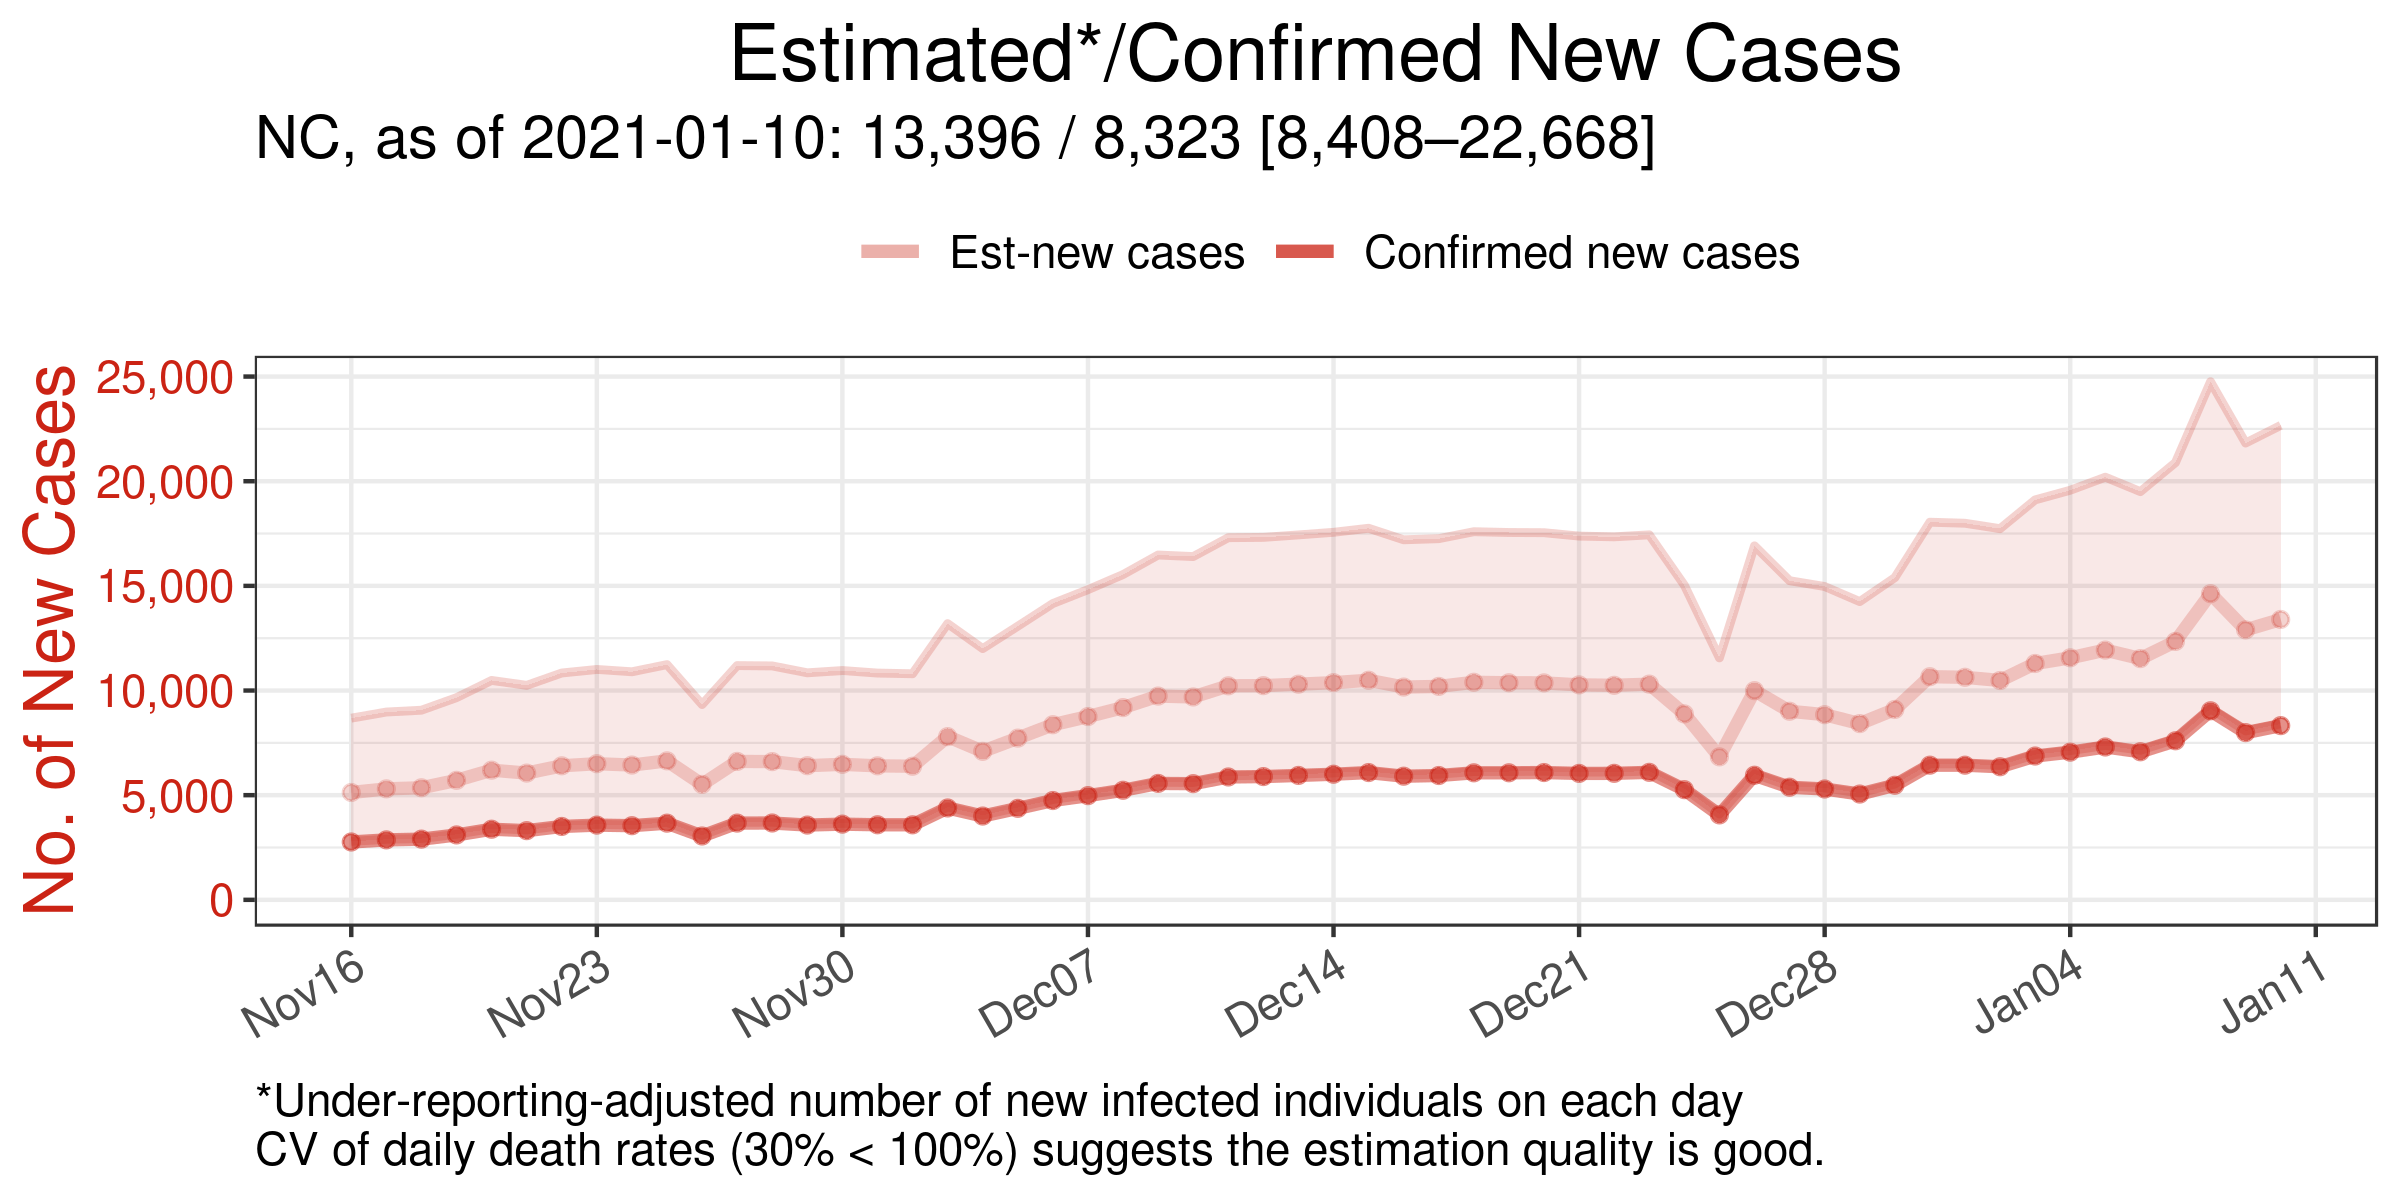 Estimated*/Confirmed New Cases
NC, as of 2021-01-10: 13,396 / 8,323 [8,408–22,668]
Est-new cases
Confirmed new cases
No. of New Cases
25,000
20,000
15,000
10,000
5,000
0
Nov16
Nov23
Nov30
Dec07
Dec14
Dec21
Dec28
Jan04
Jan11
*Under-reporting-adjusted number of new infected individuals on each day
CV of daily death rates (30% < 100%) suggests the estimation quality is good.